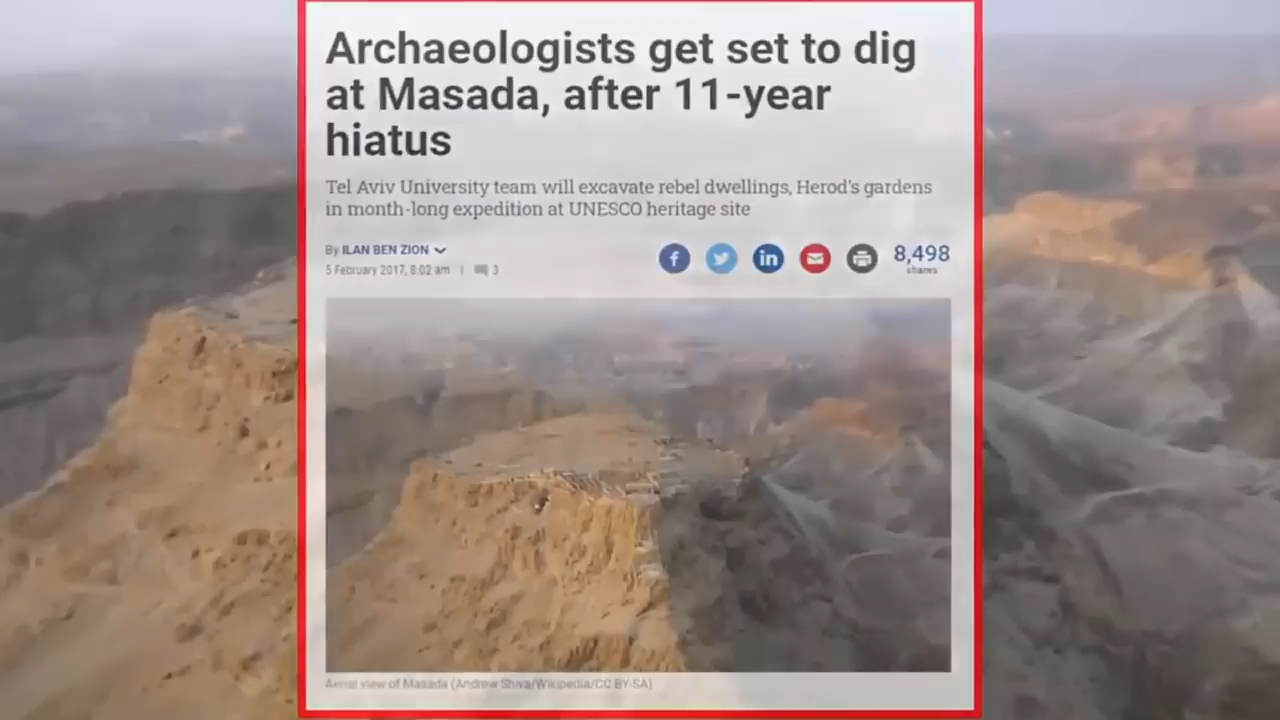 Archaeologists get set to dig
at Masada, after 11-year
hiatus
Tel Aviv University team will excavate rebel dwellings, Herod's gardens
in month-long expedition at UNESCO heritage site
By ILAN BEN ZION
5 February 2017, 8:02 am | 3
f in 8,498
shares
Aerial view of Masada (Andrew Shiva/Wikipedia/CC BY-SA)